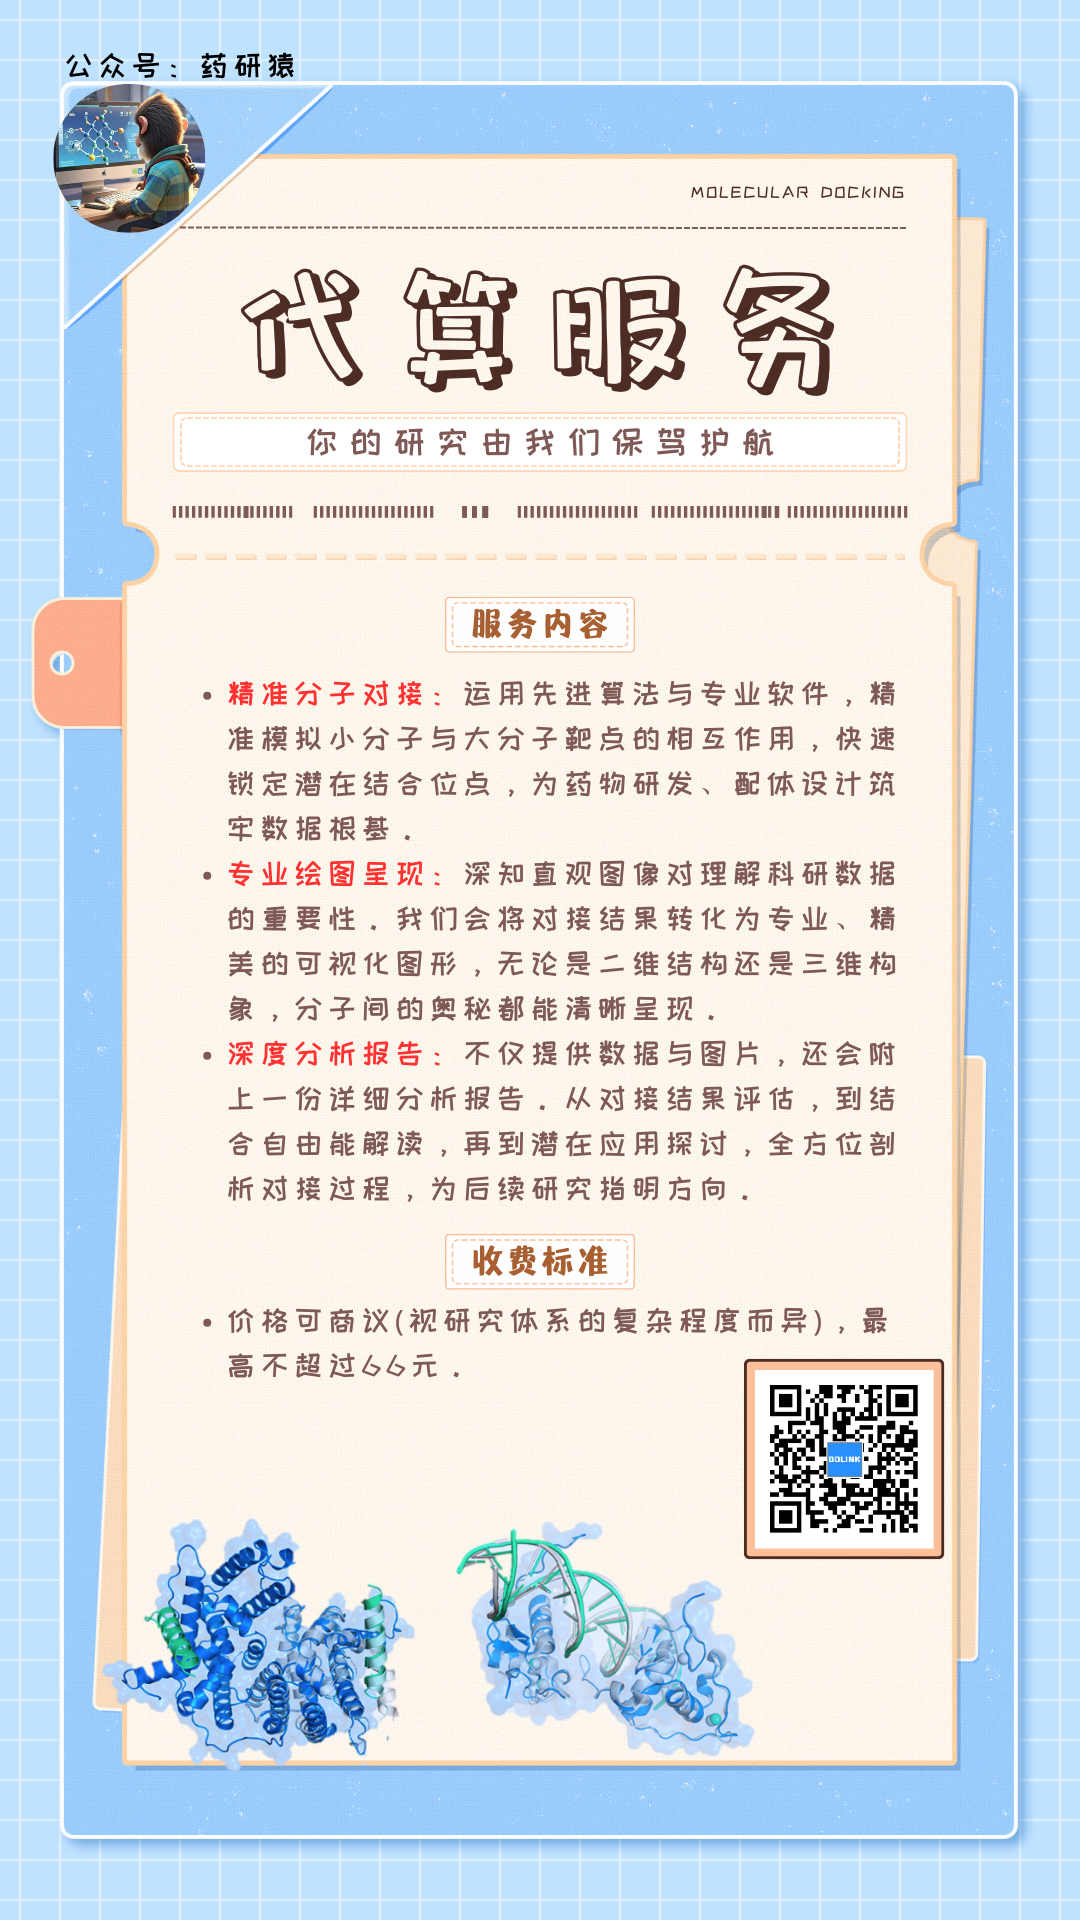 公众号：药研猿
MOLECULAR DOCKING
代算服务
你的研究由我们保驾护航
服务内容
• 精准分子对接：运用先进算法与专业软件，精
准模拟小分子与大分子靶点的相互作用，快速
锁定潜在结合位点，为药物研发、配体设计筑
牢数据根基．
• 专业绘图呈现：深知直观图像对理解科研数据
的重要性．我们会将对接结果转化为专业、精
美的可视化图形，无论是二维结构还是三维构
象，分子间的奥秘都能清晰呈现．
• 深度分析报告：不仅提供数据与图片，还会附
上一份详细分析报告．从对接结果评估，到结
合自由能解读，再到潜在应用探讨，全方位剖
析对接过程，为后续研究指明方向．
收费标准
• 价格可商议(视研究体系的复杂程度而异)，最
高不超过66元．
DDLINK